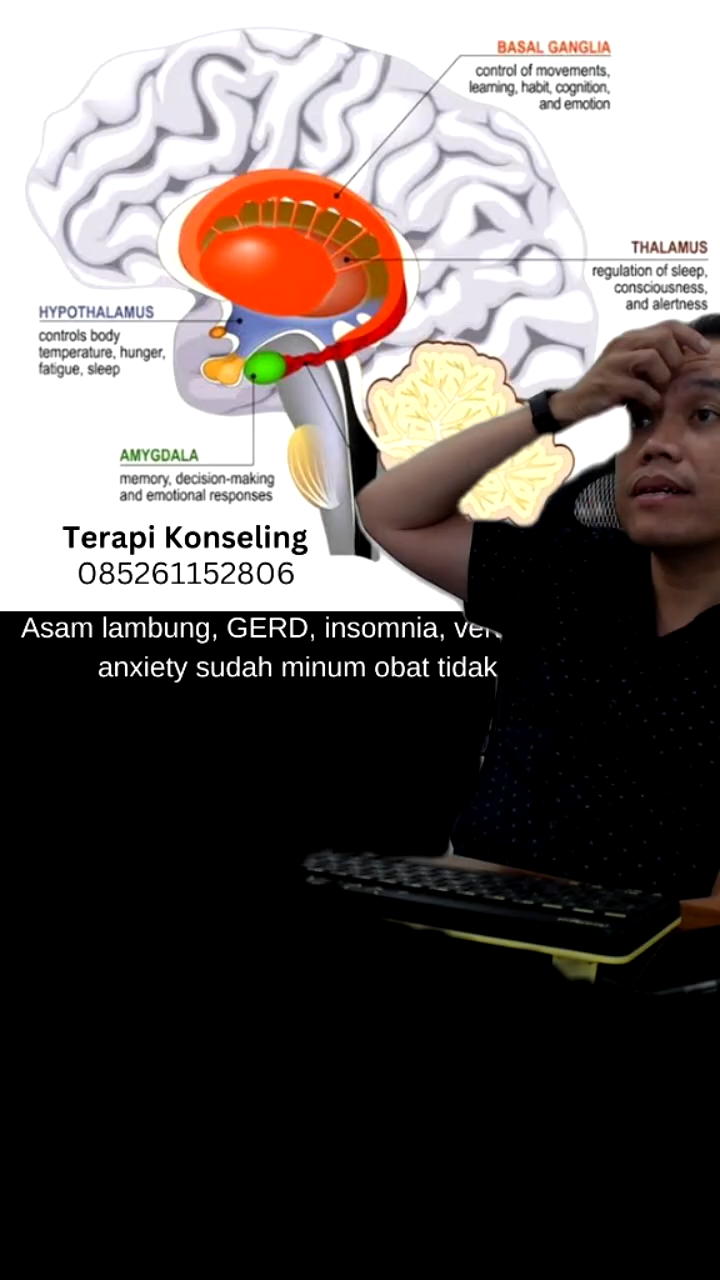 BASAL GANGLIA
control of movements,
learning, habit, cognition,
and emotion
THALAMUS
regulation of sleep,
consciousness,
and alertness
HYPOTHALAMUS
controls body
temperature, hunger,
fatigue, sleep
AMYGDALA
memory, decision-making
and emotional responses
Terapi Konseling
085261152806
Asam lambung, GERD, insomnia,
anxiety sudah minum obat tidak